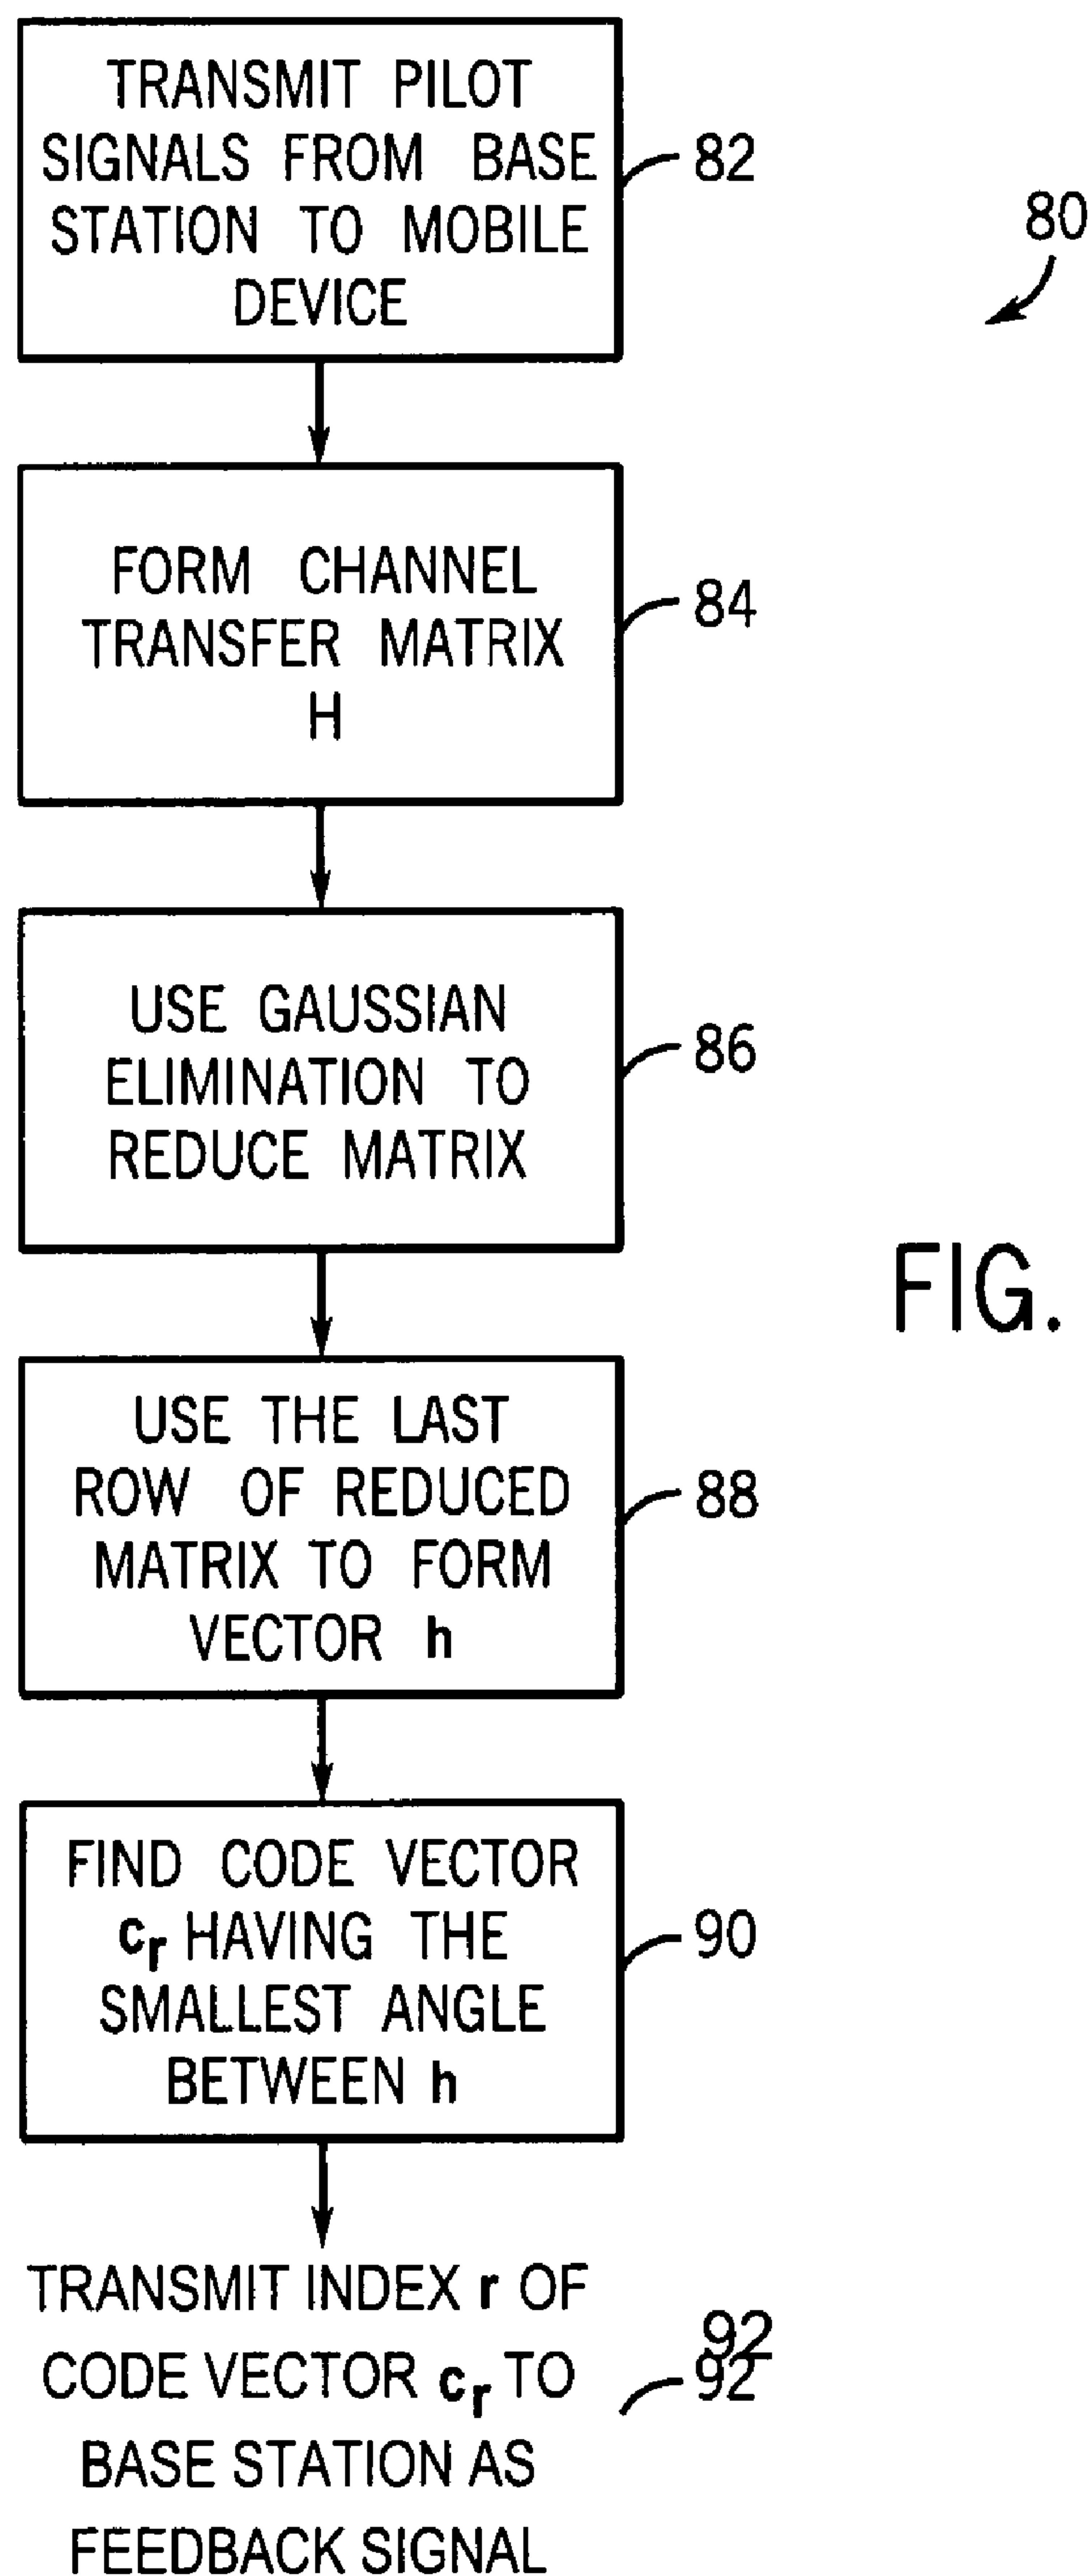 TRANSMIT PILOT
SIGNALS FROM BASE
STATION TO MOBILE
DEVICE
82
80
FORM CHANNEL
TRANSFER MATRIX
H
84
USE GAUSSIAN
ELIMINATION TO
REDUCE MATRIX
86
FIG.
USE THE LAST
ROW OF REDUCED
MATRIX TO FORM
VECTOR h
88
FIND CODE VECTOR
cr HAVING THE
SMALLEST ANGLE
BETWEEN h
90
TRANSMIT INDEX r OF
CODE VECTOR cr TO
BASE STATION AS
FEEDBACK SIGNAL
92
92